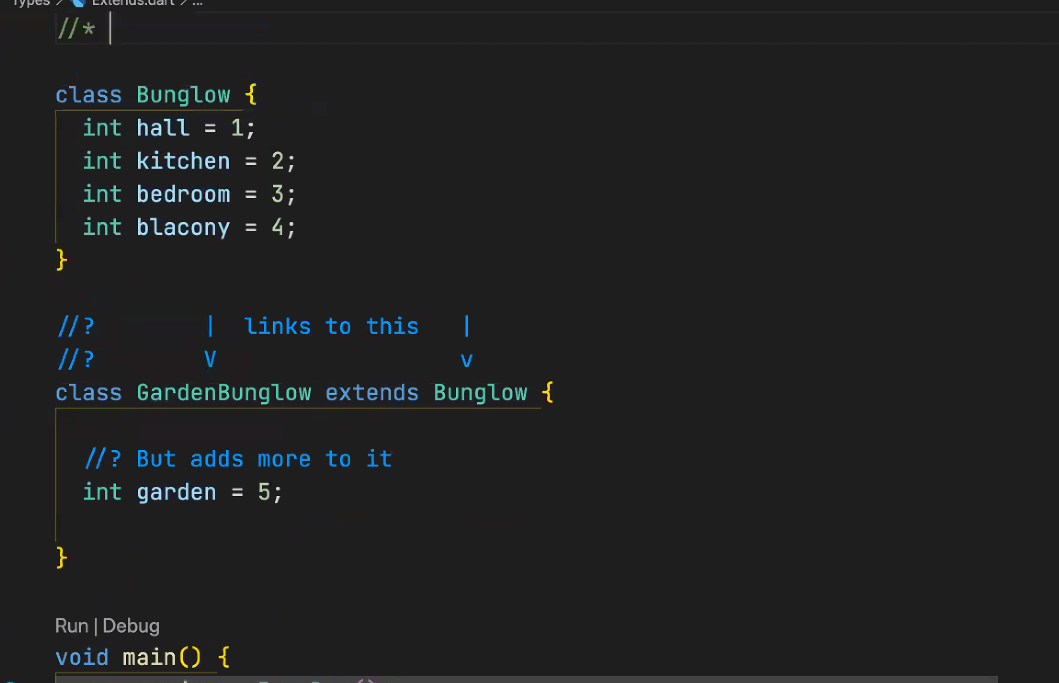 Types > Extends.dart > ...
//*
class Bunglow {
int hall = 1;
int kitchen = 2;
int bedroom = 3;
int blacony = 4;
}
//? | links to this |
//? V v
class GardenBunglow extends Bunglow {
//? But adds more to it
int garden = 5;
}
Run | Debug
void main() {